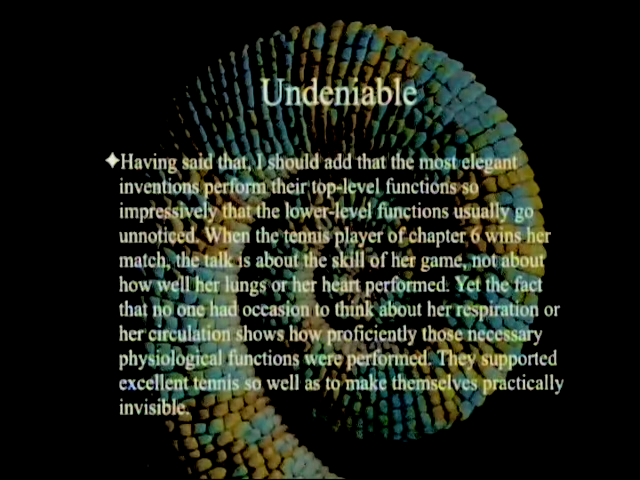 Undeniable
✦Having said that, I should add that the most elegant
inventions perform their top-level functions so
impressively that the lower-level functions usually go
unnoticed. When the tennis player of chapter 6 wins her
match, the talk is about the skill of her game, not about
how well her lungs or her heart performed. Yet the fact
that no one had occasion to think about her respiration or
her circulation shows how proficiently those necessary
physiological functions were performed. They supported
excellent tennis so well as to make themselves practically
invisible.